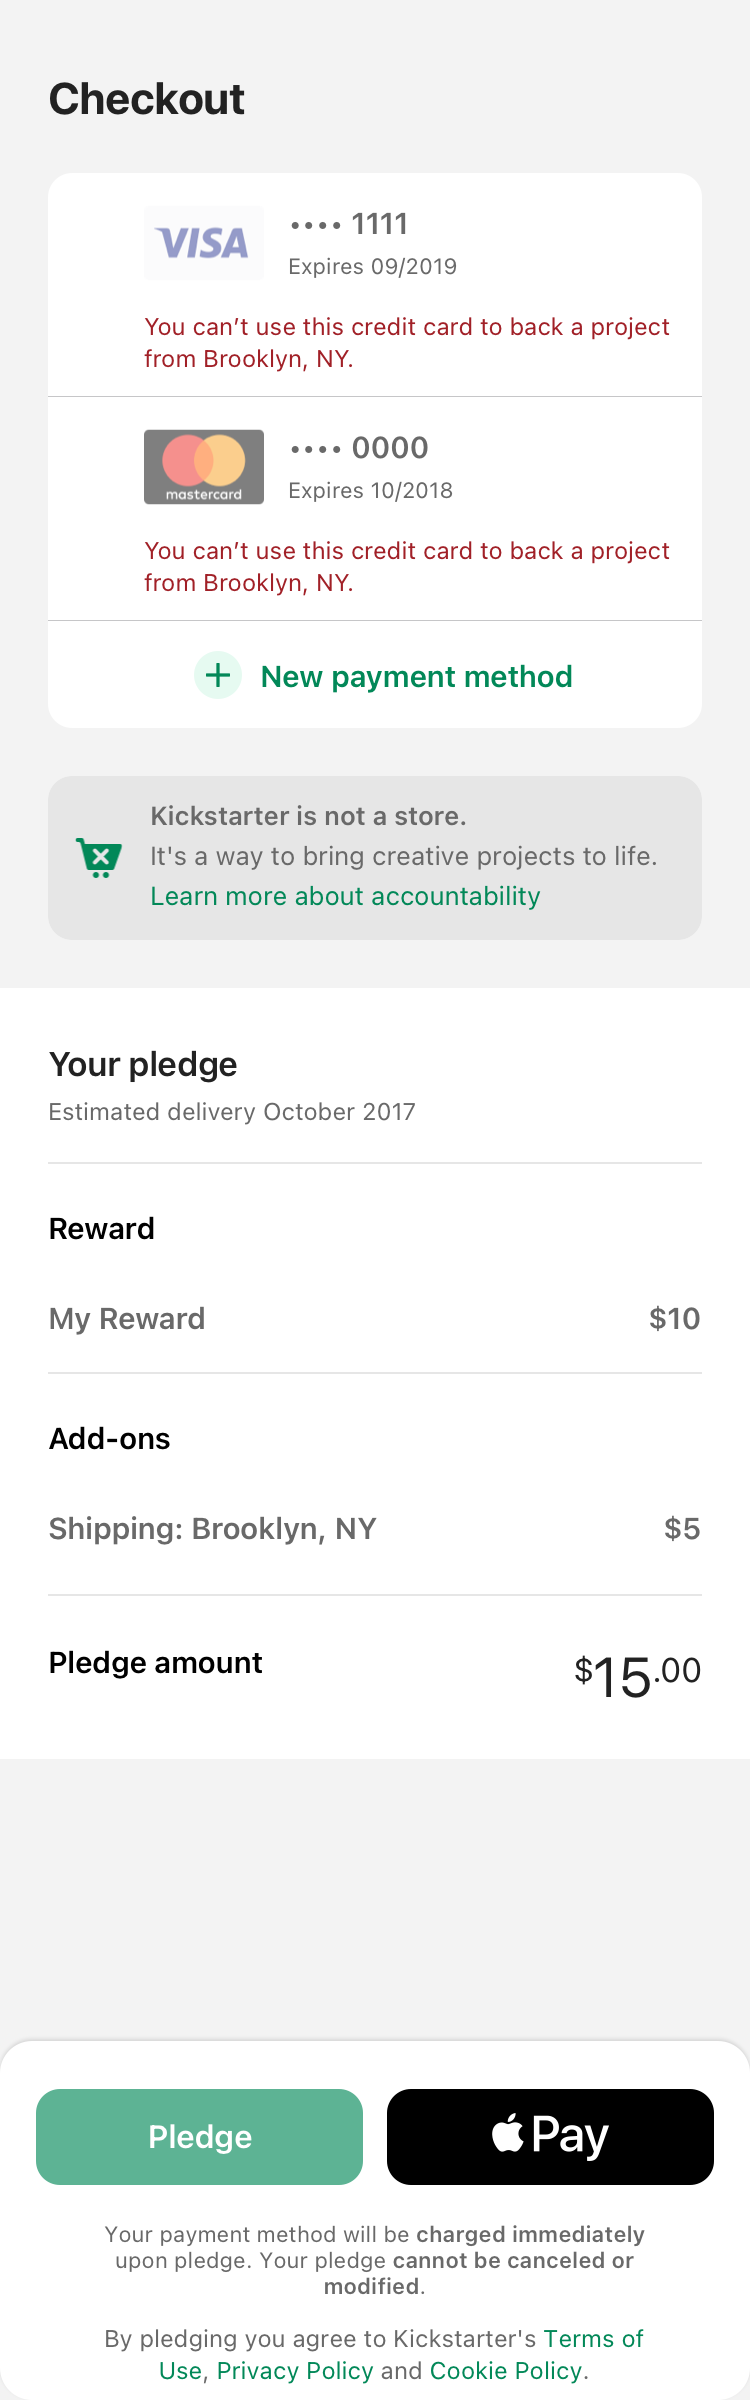 Checkout
VISA
•••• 1111
Expires 09/2019
You can’t use this credit card to back a project
from Brooklyn, NY.
mastercard
•••• 0000
Expires 10/2018
You can’t use this credit card to back a project
from Brooklyn, NY.
New payment method
Kickstarter is not a store.
It's a way to bring creative projects to life.
Learn more about accountability
Your pledge
Estimated delivery October 2017
Reward
My Reward $10
Add-ons
Shipping: Brooklyn, NY $5
Pledge amount $15.00
Pledge
Pay
Your payment method will be charged immediately
upon pledge. Your pledge cannot be canceled or
modified.
By pledging you agree to Kickstarter's Terms of
Use, Privacy Policy and Cookie Policy.